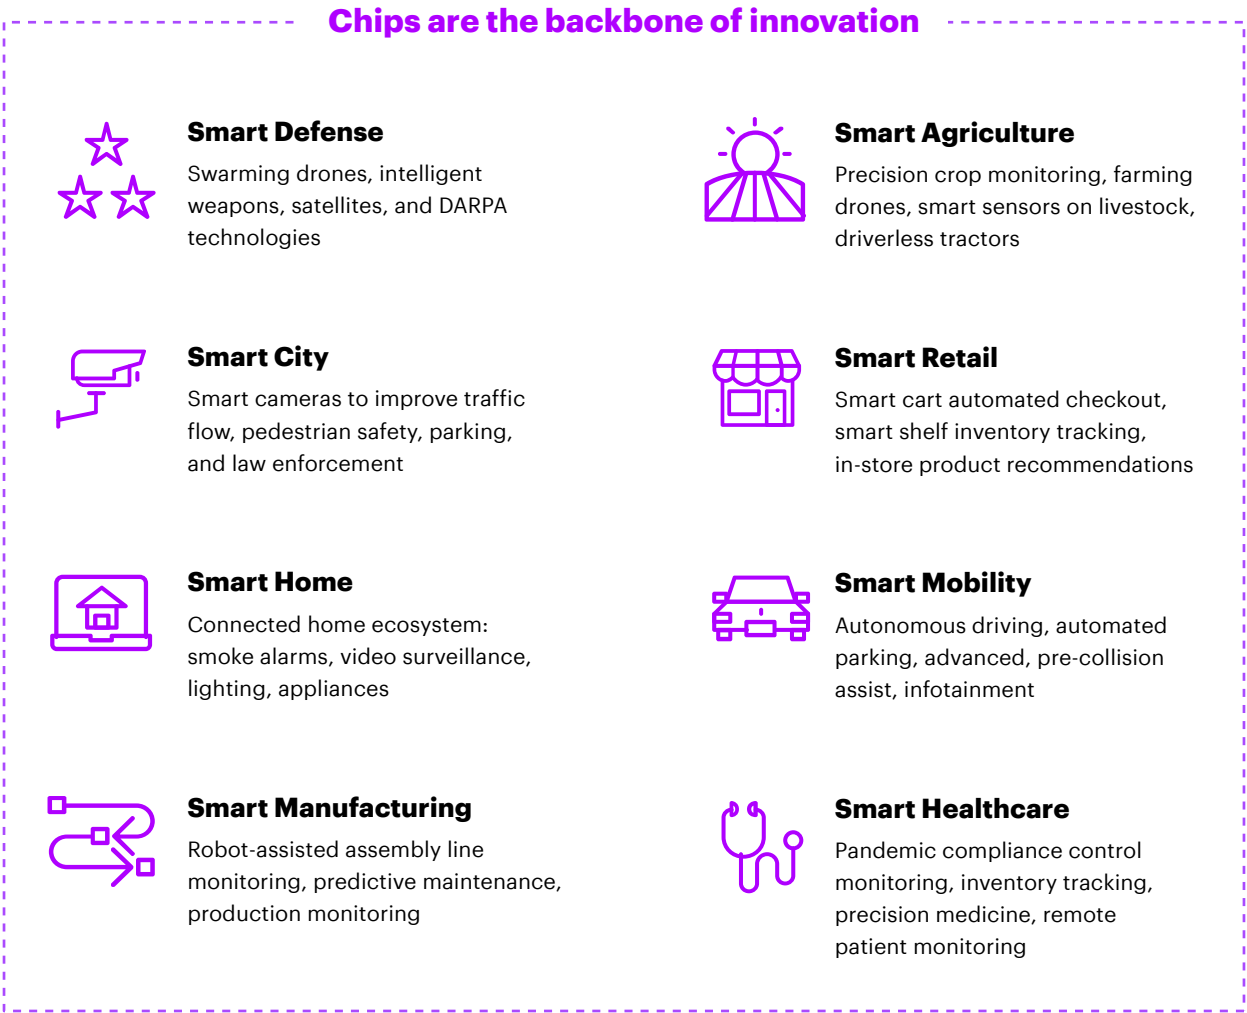 Chips are the backbone of innovation
Smart Defense
Swarming drones, intelligent
weapons, satellites, and DARPA
technologies
Smart Agriculture
Precision crop monitoring, farming
drones, smart sensors on livestock,
driverless tractors
Smart City
Smart cameras to improve traffic
flow, pedestrian safety, parking,
and law enforcement
Smart Retail
Smart cart automated checkout,
smart shelf inventory tracking,
in-store product recommendations
Smart Home
Connected home ecosystem:
smoke alarms, video surveillance,
lighting, appliances
Smart Mobility
Autonomous driving, automated
parking, advanced, pre-collision
assist, infotainment
Smart Manufacturing
Robot-assisted assembly line
monitoring, predictive maintenance,
production monitoring
Smart Healthcare
Pandemic compliance control
monitoring, inventory tracking,
precision medicine, remote
patient monitoring